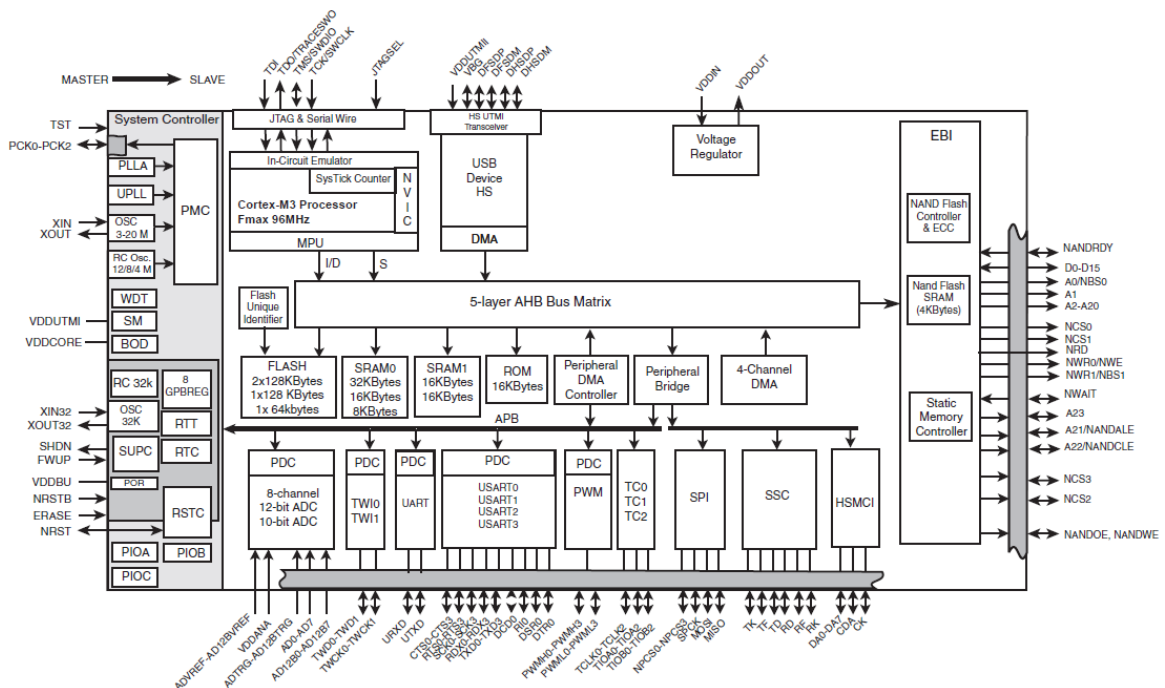 MASTER
SLAVE
TDI
TDO/TRACESWO
TMS/SWDIO
TCK/SWCLK
JTAGSEL
VDDUTMII
VBG
DFSDP
DFSDM
DHSDP
DHSDM
VDDIN
VDDOUT
System Controller
TST
PCK0-PCK2
PLLA
UPLL
XIN
XOUT
OSC
3-20 M
RC Osc.
12/8/4 M
PMC
WDT
SM
BOD
VDDUTMI
VDDCORE
RC 32k
8
GPBREG
OSC
32K
RTT
SUPC
RTC
POR
RSTC
XIN32
XOUT32
SHDN
FWUP
VDDBU
NRSTB
ERASE
NRST
PIOA
PIOB
PIOC
JTAG & Serial Wire
In-Circuit Emulator
SysTick Counter
N
V
I
C
Cortex-M3 Processor
Fmax 96MHz
MPU
I/D
S
HS UTMI
Transceiver
USB
Device
HS
DMA
Voltage
Regulator
5-layer AHB Bus Matrix
Flash
Unique
Identifier
FLASH
2x128KBytes
1x128 KBytes
1x 64kbytes
SRAM0
32KBytes
16KBytes
8KBytes
SRAM1
16KBytes
16KBytes
ROM
16KBytes
Peripheral
DMA
Controller
Peripheral
Bridge
4-Channel
DMA
APB
PDC
8-channel
12-bit ADC
10-bit ADC
PDC
TWI0
TWI1
PDC
UART
PDC
USART0
USART1
USART2
USART3
PDC
PWM
TC0
TC1
TC2
SPI
SSC
HSMCI
EBI
NAND Flash
Controller
& ECC
Nand Flash
SRAM
(4KBytes)
Static
Memory
Controller
NANDRDY
D0-D15
A0/NBS0
A1
A2-A20
NCS0
NCS1
NRD
NWR0/NWE
NWR1/NBS1
NWAIT
A23
A21/NANDALE
A22/NANDCLE
NCS3
NCS2
NANDOE, NANDWE
ADVREF-AD12BVREF
VDDANA
ADTRG-AD12BTRG
AD0-AD7
AD12B0-AD12B7
TWD0-TWD1
TWCK0-TWCK1
URXD
UTXD
CTS0-CTS3
RTS0-RTS3
SCK0-SCK3
RDX0-RDX3
TXD0-TXD3
DCD0
RI0
DSR0
DTR0
PWMH0-PWMH3
PWML0-PWML3
TCLK0-TCLK2
TIOA0-TIOA2
TIOB0-TIOB2
NPCS0-NPCS3
SPCK
MOSI
MISO
TK
TF
TD
RD
RF
RK
DA0-DA7
CDA
CK